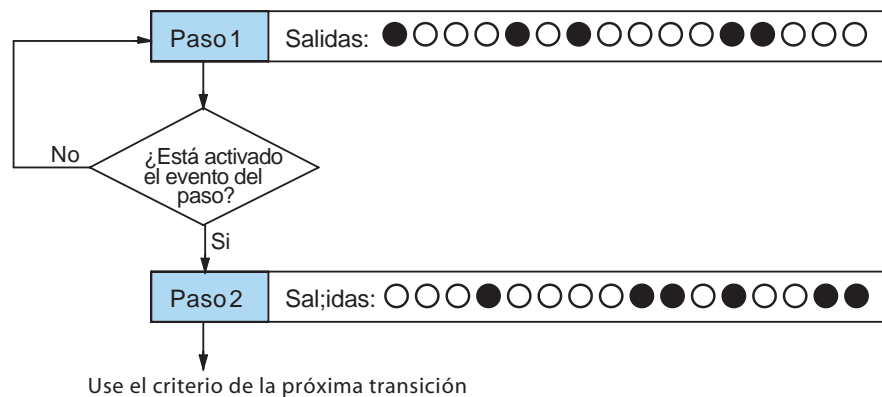 Paso 1 Salidas:
¿Está activado
el evento del
paso?
No
Si
Paso 2 Sal;idas:
Use el criterio de la próxima transición